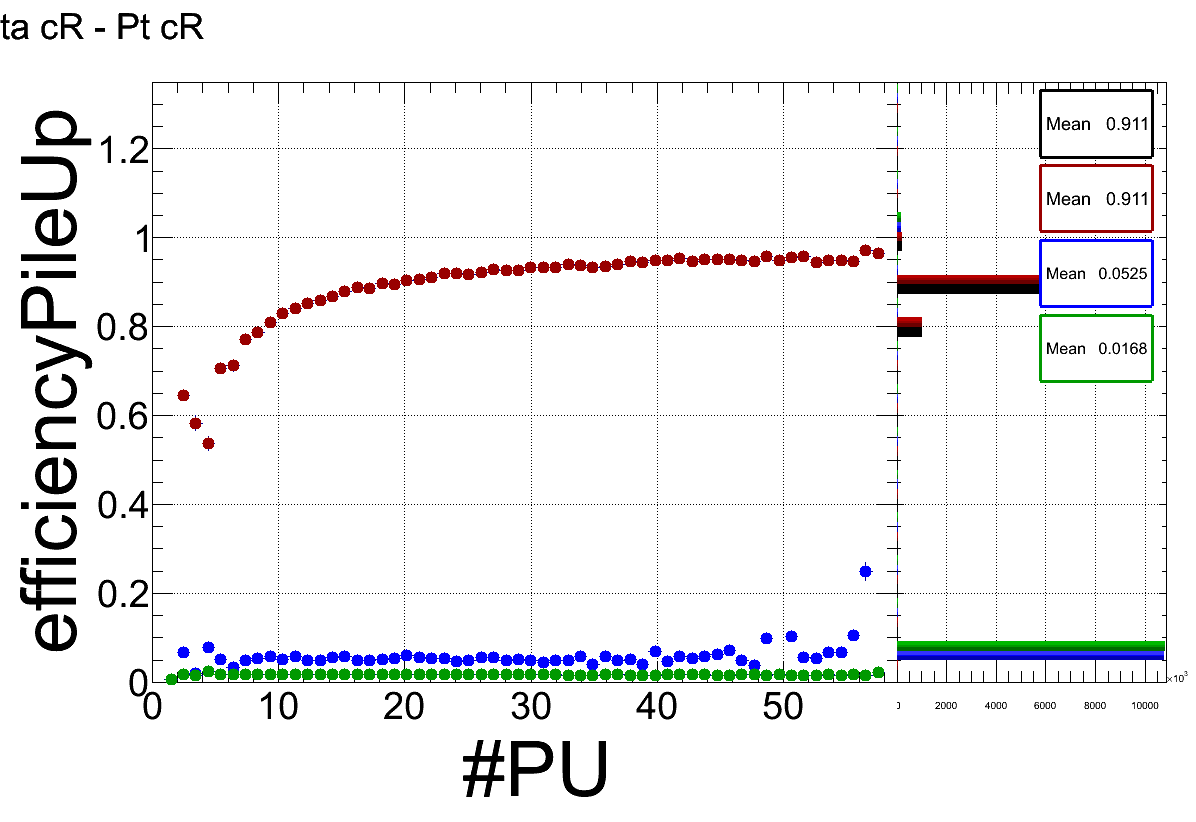 ta cR - Pt cR
efficiencyPileUp
1.2
1
0.8
0.6
0.4
0.2
0
0 10 20 30 40 50
#PU
Mean 0.911
Mean 0.911
Mean 0.0525
Mean 0.0168
2000 4000 6000 8000 10000
×10³